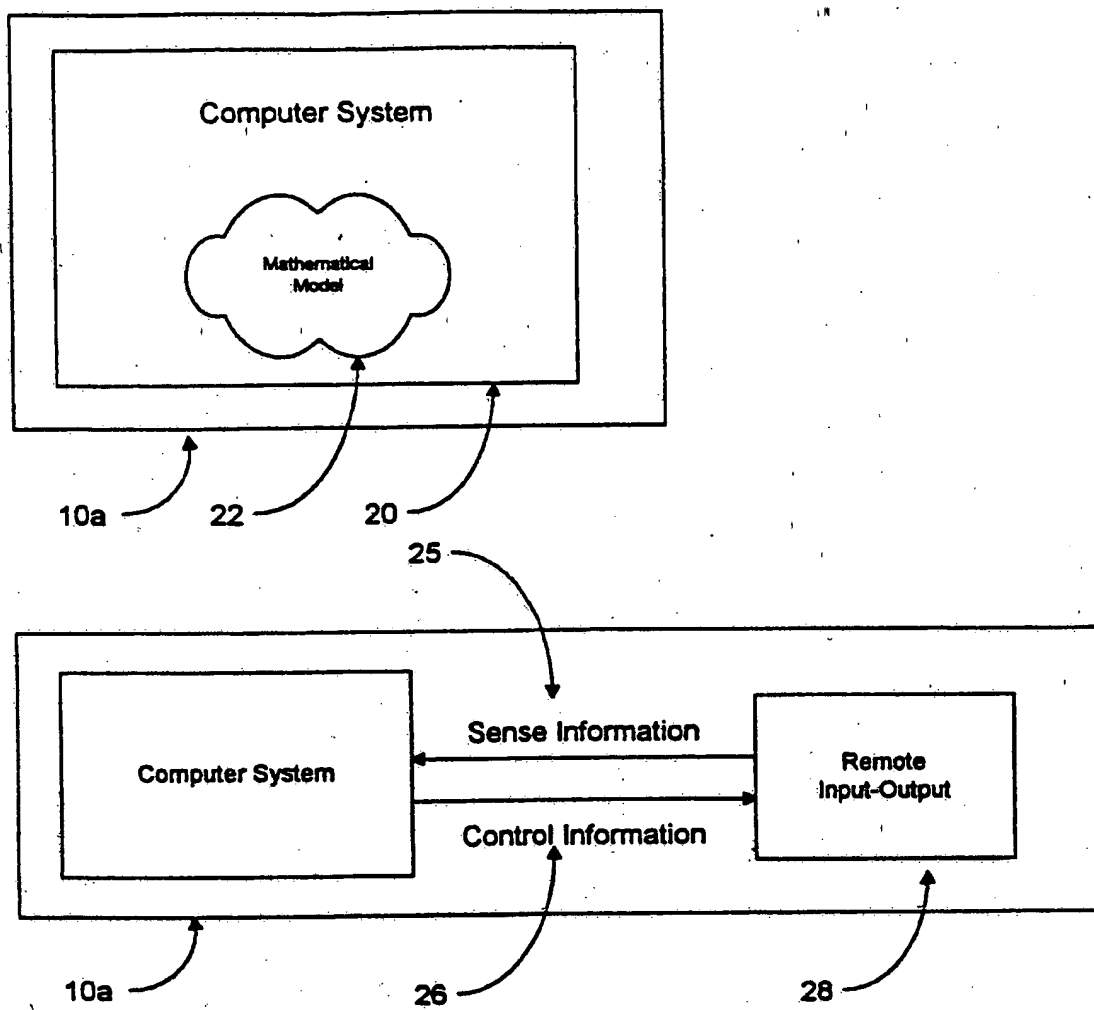 Computer System
Mathematical
Model
10a
22
20
25
Sense Information
Computer System
Remote
Input-Output
Control Information
10a
26
28